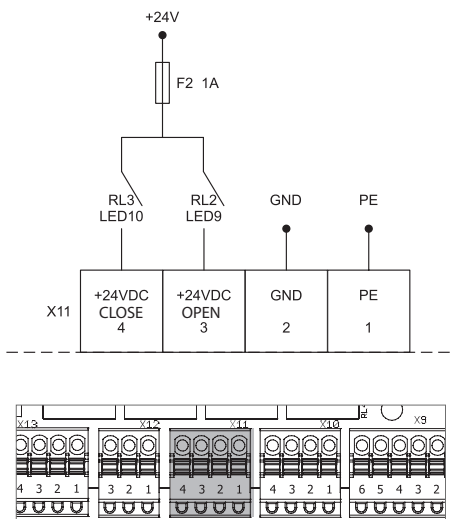 +24V
F2 1A
RL3 RL2 GND PE
LED10 LED9
+24VDC +24VDC GND PE
X11 CLOSE OPEN
4 3 2 1
X13 X12 X11 X10 X9
4 3 2 1 3 2 1 4 3 2 1 4 3 2 1 6 5 4 3 2